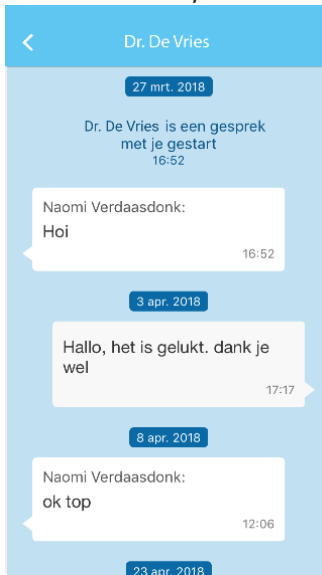 Dr. De Vries
27 mrt. 2018
Dr. De Vries is een gesprek
met je gestart
16:52
Naomi Verdaasdonk:
Hoi
16:52
3 apr. 2018
Hallo, het is gelukt. dank je
wel
17:17
8 apr. 2018
Naomi Verdaasdonk:
ok top
12:06
23 apr. 2018